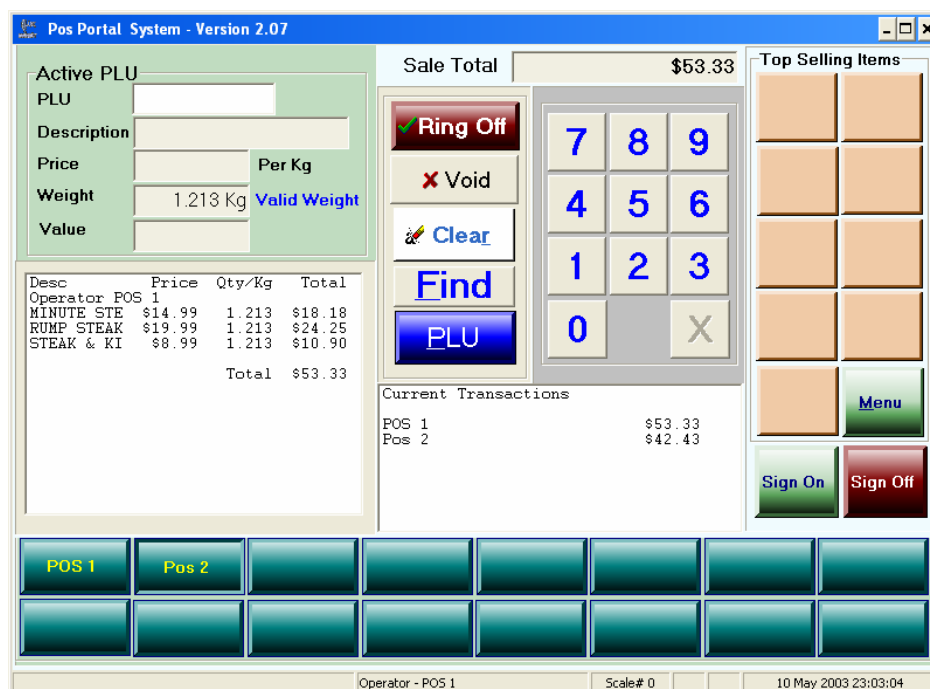 Pos Portal System - Version 2.07
Active PLU
PLU
Description
Price Per Kg
Weight 1.213 Kg Valid Weight
Value
Sale Total $53.33
Ring Off
Void
Clear
Find
PLU
7 8 9
4 5 6
1 2 3
0 X
Top Selling Items
Menu
Sign On Sign Off
Desc Price Qty/Kg Total
Operator POS 1
MINUTE STE $14.99 1.213 $18.18
RUMP STEAK $19.99 1.213 $24.25
STEAK & KI $8.99 1.213 $10.90
Total $53.33
Current Transactions
POS 1 $53.33
Pos 2 $42.43
POS 1 Pos 2
Operator - POS 1 Scale# 0 10 May 2003 23:03:04